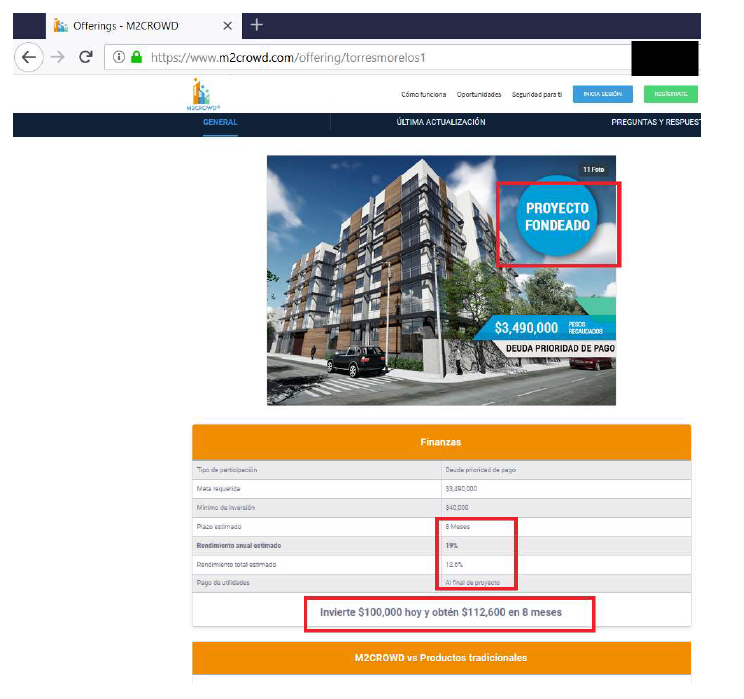 Offerings - M2CROWD
https://www.m2crowd.com/offering/torresmorelos1
M2CROWD®
Cómo funciona Oportunidades Seguridad para ti INICIA SESIÓN REGÍSTRATE
GENERAL ÚLTIMA ACTUALIZACIÓN PREGUNTAS Y RESPUEST
11 Foto
PROYECTO
FONDEADO
$3,490,000 PESOS
RECAUDADOS
DEUDA PRIORIDAD DE PAGO
Finanzas
Tipo de participación Deuda prioridad de pago
Meta requerida $3,490,000
Mínimo de inversión $40,000
Plazo estimado 8 Meses
Rendimiento anual estimado 19%
Rendimiento total estimado 12.6%
Pago de utilidades Al final de proyecto
Invierte $100,000 hoy y obtén $112,600 en 8 meses
M2CROWD vs Productos tradicionales